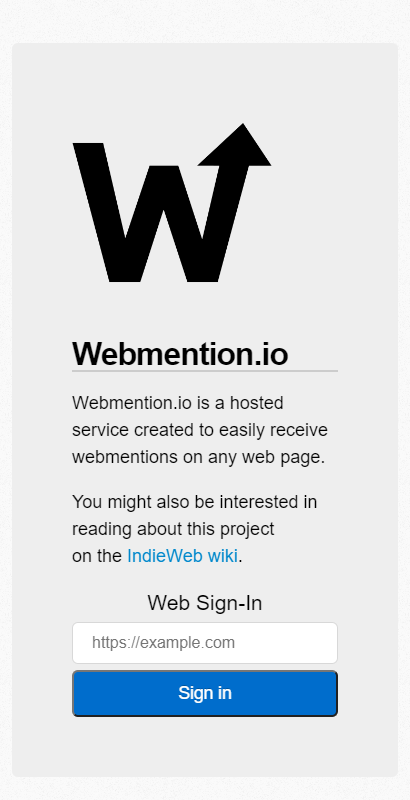 W
Webmention.io
Webmention.io is a hosted
service created to easily receive
webmentions on any web page.
You might also be interested in
reading about this project
on the IndieWeb wiki.
Web Sign-In
https://example.com
Sign in